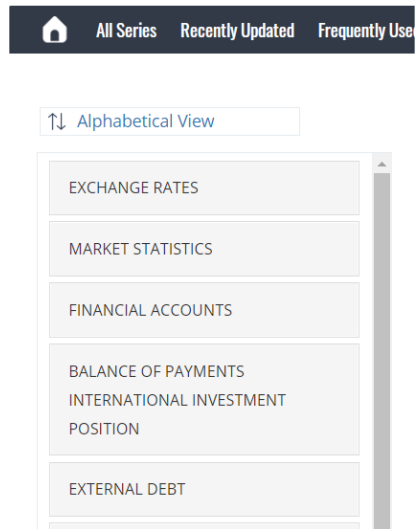 All Series Recently Updated Frequently Use
Alphabetical View
EXCHANGE RATES
MARKET STATISTICS
FINANCIAL ACCOUNTS
BALANCE OF PAYMENTS
INTERNATIONAL INVESTMENT
POSITION
EXTERNAL DEBT